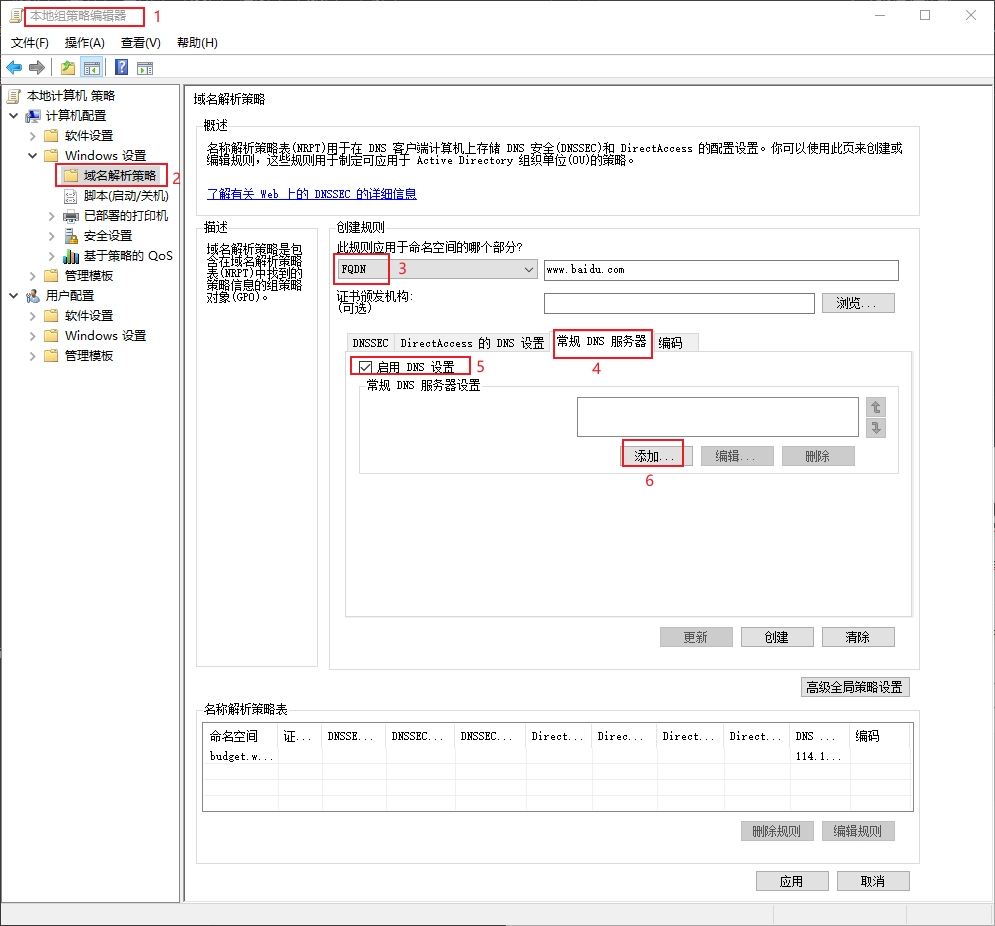 本地组策略编辑器 1
文件(F) 操作(A) 查看(V) 帮助(H)
本地计算机 策略
计算机配置
软件设置
Windows 设置
域名解析策略 2
脚本(启动/关机)
已部署的打印机
安全设置
基于策略的 QoS
管理模板
用户配置
软件设置
Windows 设置
管理模板
域名解析策略
概述
名称解析策略表(NRPT)用于在 DNS 客户端计算机上存储 DNS 安全(DNSSEC)和 DirectAccess 的配置设置。你可以使用此页来创建或
编辑规则，这些规则用于制定可应用于 Active Directory 组织单位(OU)的策略。
了解有关 Web 上的 DNSSEC 的详细信息
描述
域名解析策略是包
含在域名解析策略
表(NRPT)中找到的
策略信息的组策略
对象(GPO)。
创建规则
此规则应用于命名空间的哪个部分?
FQDN 3 www.baidu.com
证书颁发机构:
(可选)
浏览...
DNSSEC DirectAccess 的 DNS 设置 常规 DNS 服务器 编码
4
启用 DNS 设置 5
常规 DNS 服务器设置
添加... 编辑... 删除
6
更新 创建 清除
高级全局策略设置
名称解析策略表
命名空间 证... DNSSE... DNSSEC... DNSSEC... Direct... Direc... Direct... Direct... DNS ... 编码
budget.w... 114.1...
删除规则 编辑规则
应用 取消